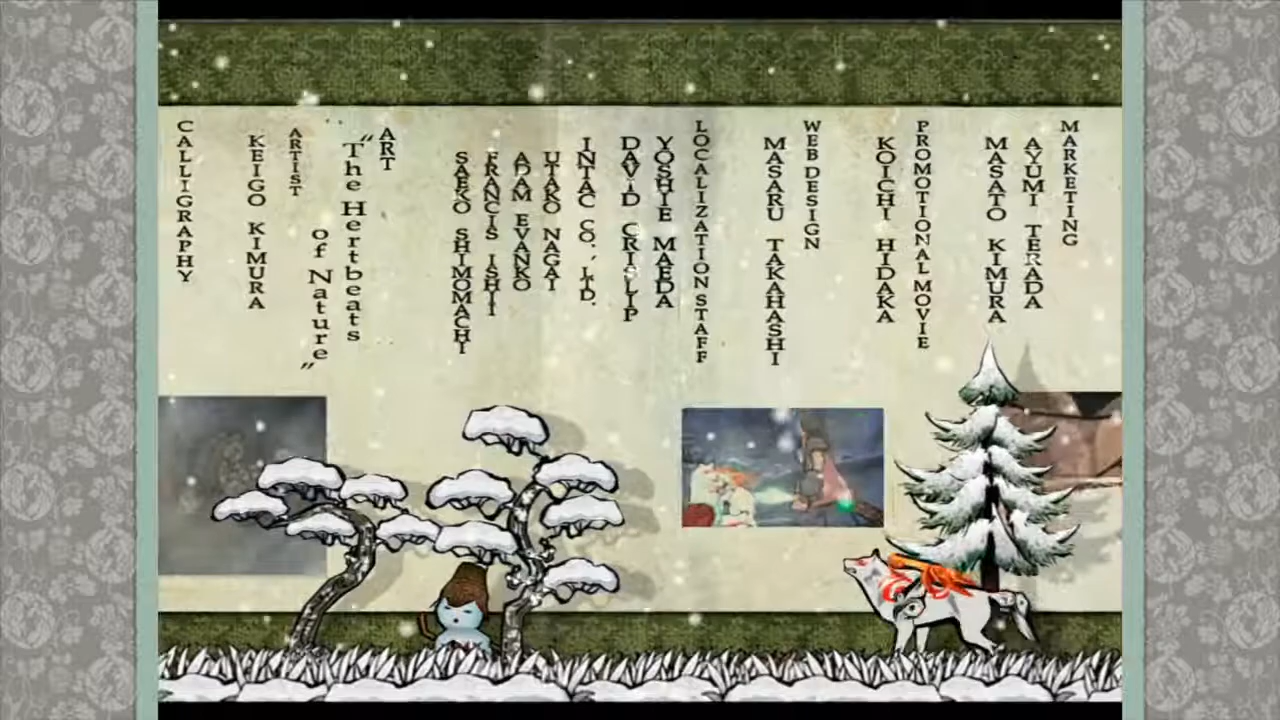 MARKETING
AYUMI TERADA
MASATO KIMURA
PROMOTIONAL MOVIE
KOICHI HIDAKA
WEB DESIGN
MASARU TAKAHASHI
LOCALIZATION STAFF
YOSHIE MAEDA
DAVID CRISLIP
INTAC CO., LTD.
UTAKO NAGAI
ADAM EVANKO
FRANCIS ISHII
SAEKO SHIMOMACHI
ART
"The Hertbeats
of Nature"
ARTIST
KEIGO KIMURA
CALLIGRAPHY